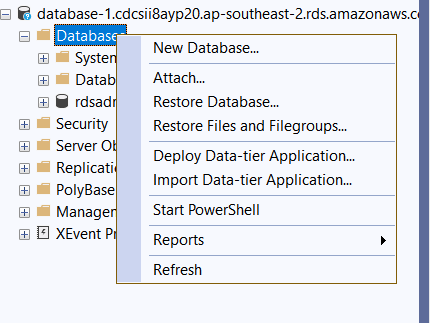 database-1.cdcsii8ayp20.ap-southeast-2.rds.amazonaws.co
Databases
System
Datab
rdsadr
Security
Server Ob
Replicatio
PolyBase
Managem
XEvent Pr
New Database...
Attach...
Restore Database...
Restore Files and Filegroups...
Deploy Data-tier Application...
Import Data-tier Application...
Start PowerShell
Reports
Refresh